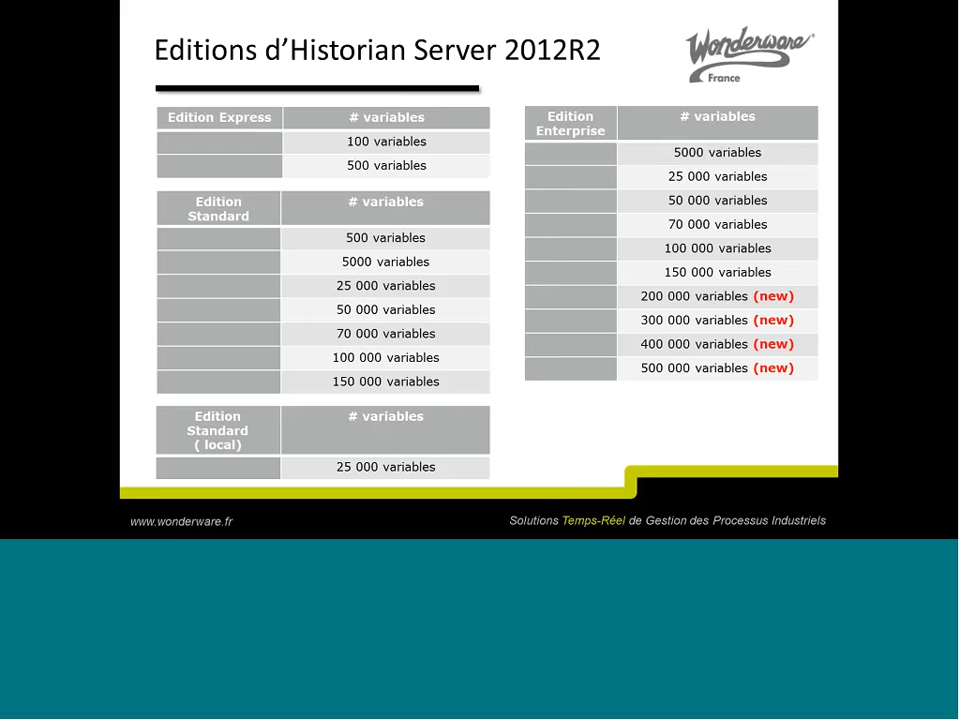 Editions d’Historian Server 2012R2
Wonderware®
France
Edition Express # variables
100 variables
500 variables
Edition
Standard # variables
500 variables
5000 variables
25 000 variables
50 000 variables
70 000 variables
100 000 variables
150 000 variables
Edition
Standard
( local) # variables
25 000 variables
Edition
Enterprise # variables
5000 variables
25 000 variables
50 000 variables
70 000 variables
100 000 variables
150 000 variables
200 000 variables (new)
300 000 variables (new)
400 000 variables (new)
500 000 variables (new)
www.wonderware.fr
Solutions Temps-Réel de Gestion des Processus Industriels